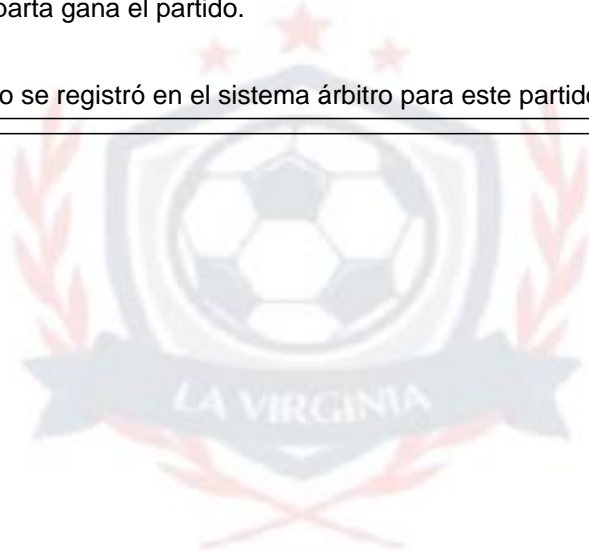 parta gana el partido.
o se registró en el sistema árbitro para este partido
LA VIRGINIA